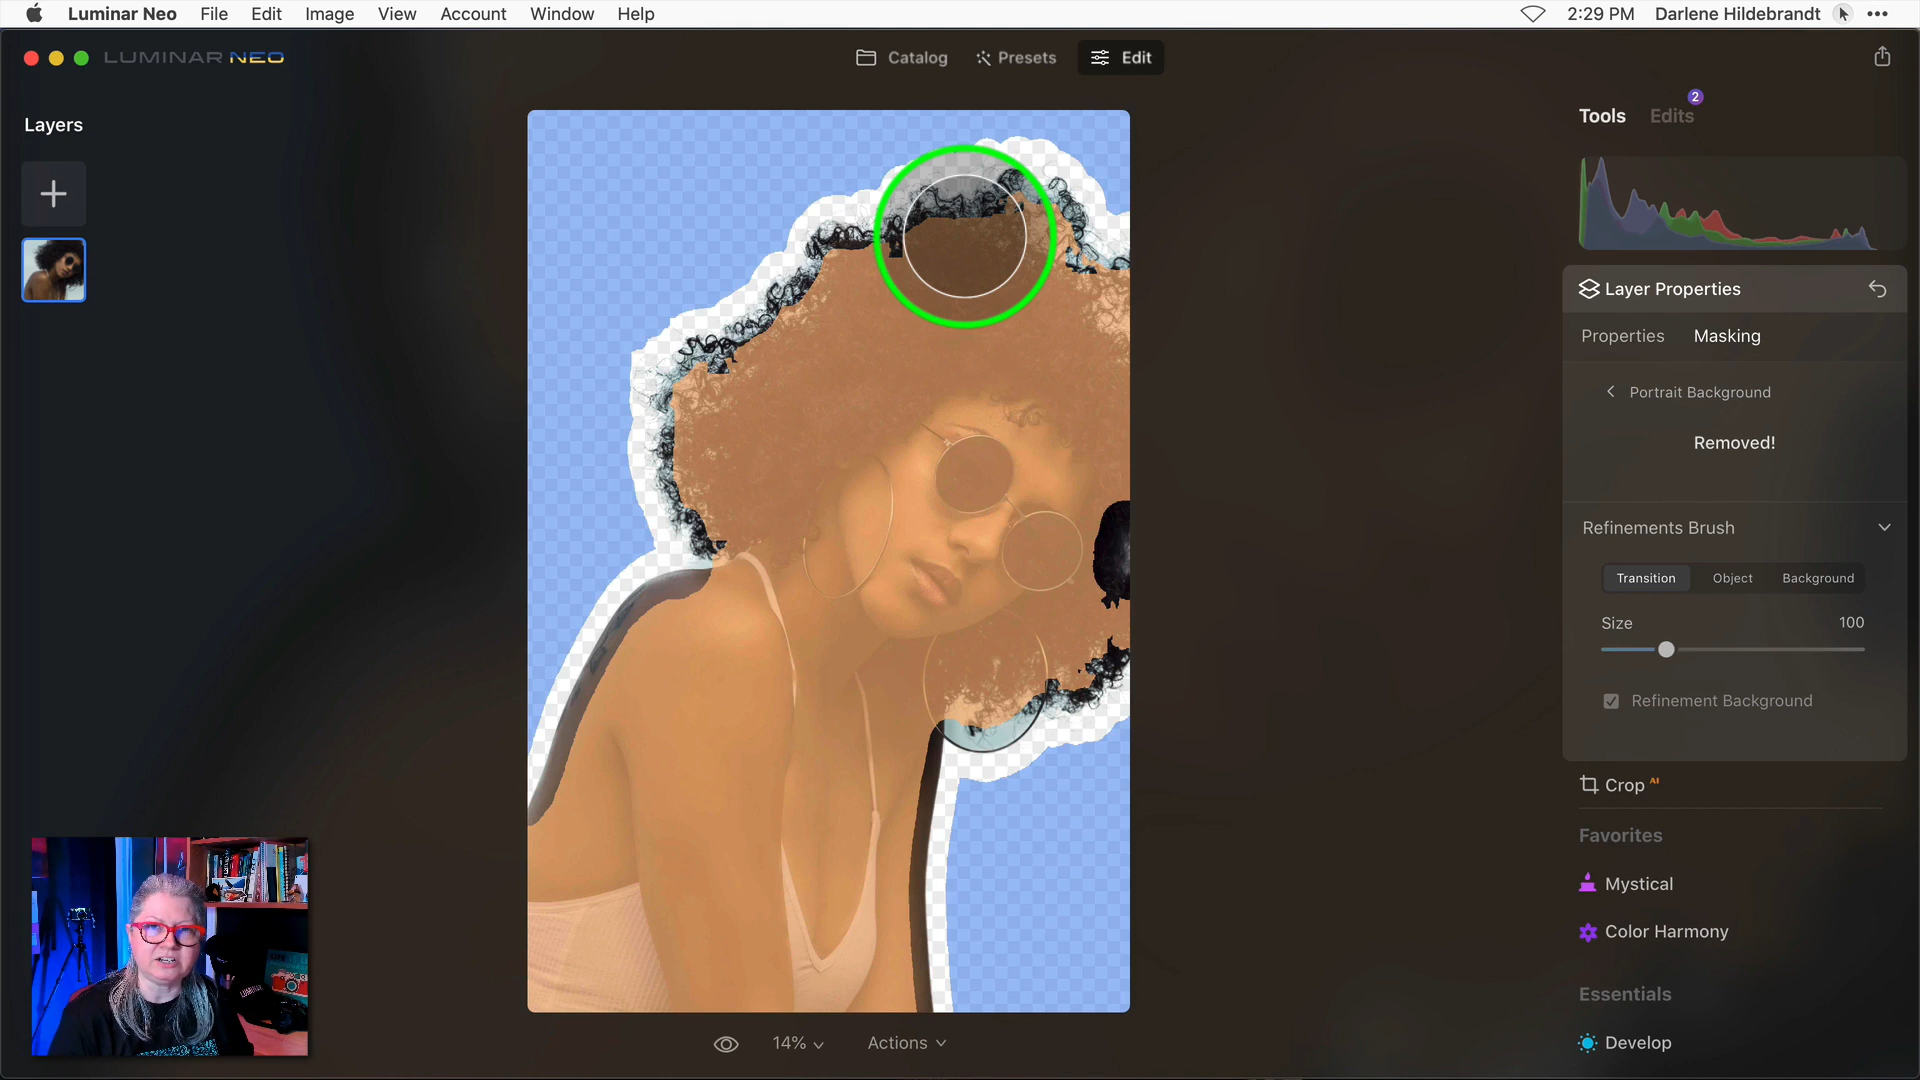 Luminar Neo File Edit Image View Account Window Help 2:29 PM Darlene Hildebrandt
LUMINAR NEO Catalog Presets Edit
Layers
Tools Edits 2
Layer Properties
Properties Masking
Portrait Background
Removed!
Refinements Brush
Transition Object Background
Size 100
Refinement Background
Crop AI
Favorites
Mystical
Color Harmony
Essentials
Develop
14% Actions